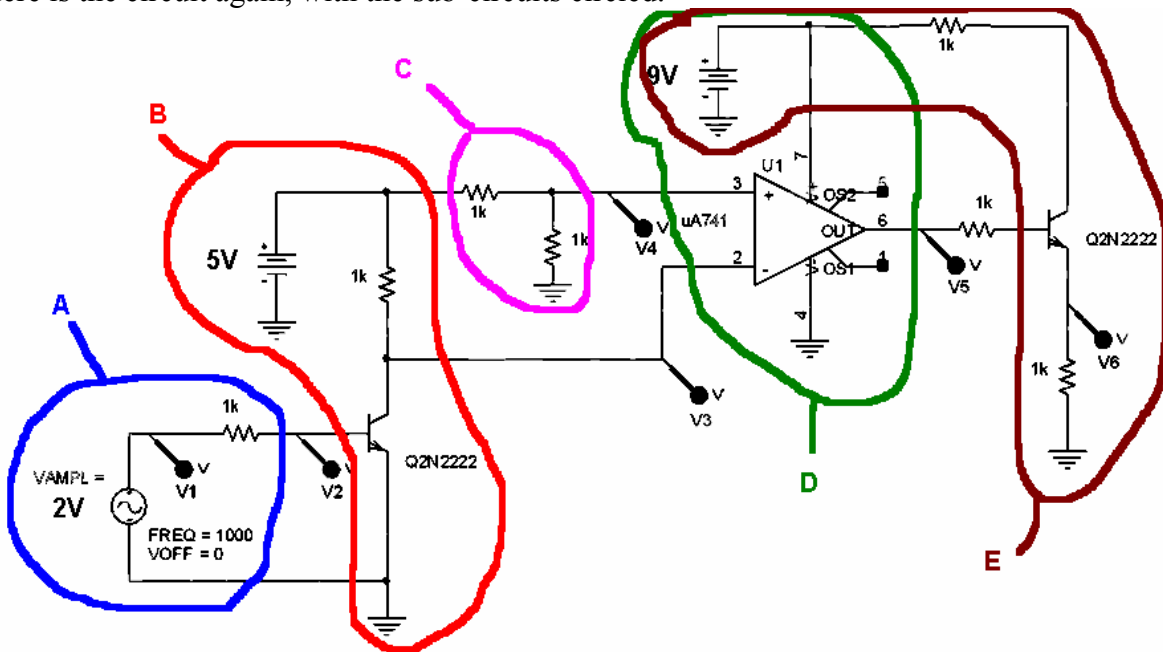 here is the circuit again, with the sub-circuits circled.
1k
C
9V
B
7
U1
3
+
5
OS2
1k
uA741
1k
V
V4
1k
OUT
6
5V
1k
2
-
OS1
1
V
V5
Q2N2222
A
4
V
V6
1k
1k
V
V3
VAMPL =
2V
V
V1
V
V2
Q2N2222
D
FREQ = 1000
VOFF = 0
E